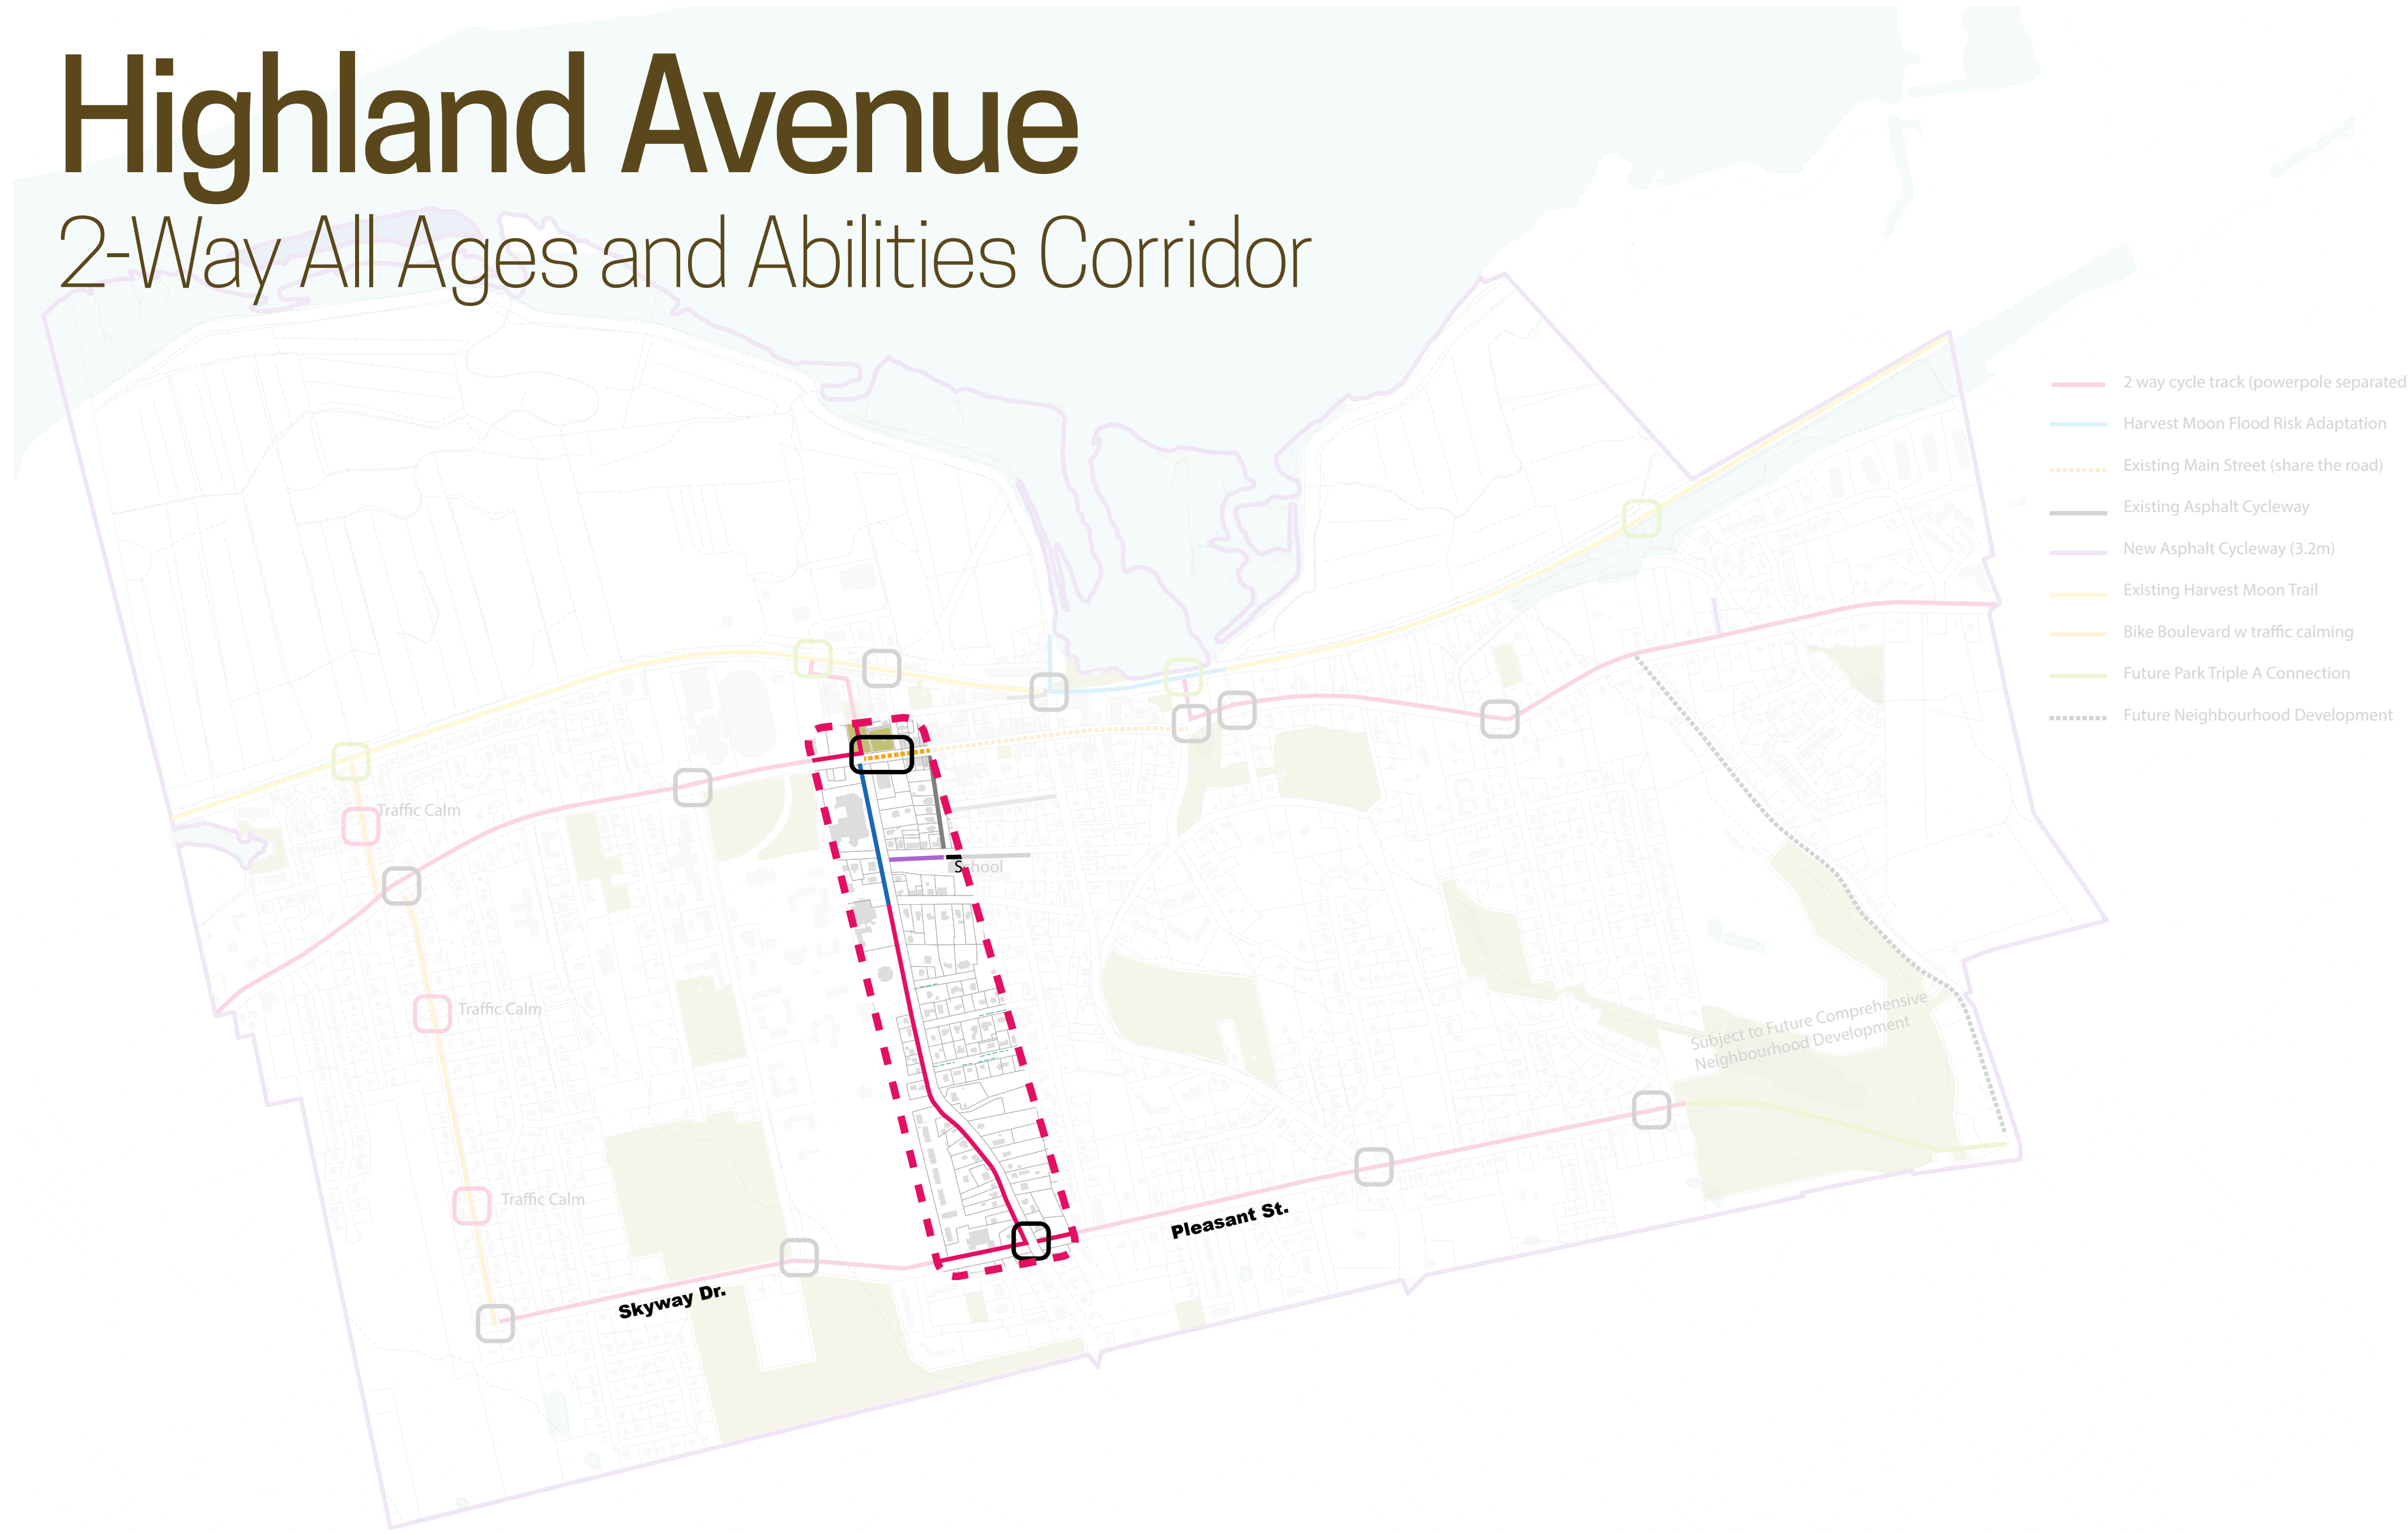 Highland Avenue
2-Way All Ages and Abilities Corridor
2 way cycle track (powerpole separated
Harvest Moon Flood Risk Adaptation
Existing Main Street (share the road)
Existing Asphalt Cycleway
New Asphalt Cycleway (3.2m)
Existing Harvest Moon Trail
Bike Boulevard w traffic calming
Future Park Triple A Connection
Future Neighbourhood Development
Traffic Calm
School
Traffic Calm
Subject to Future Comprehensive
Neighbourhood Development
Traffic Calm
Pleasant St.
Skyway Dr.